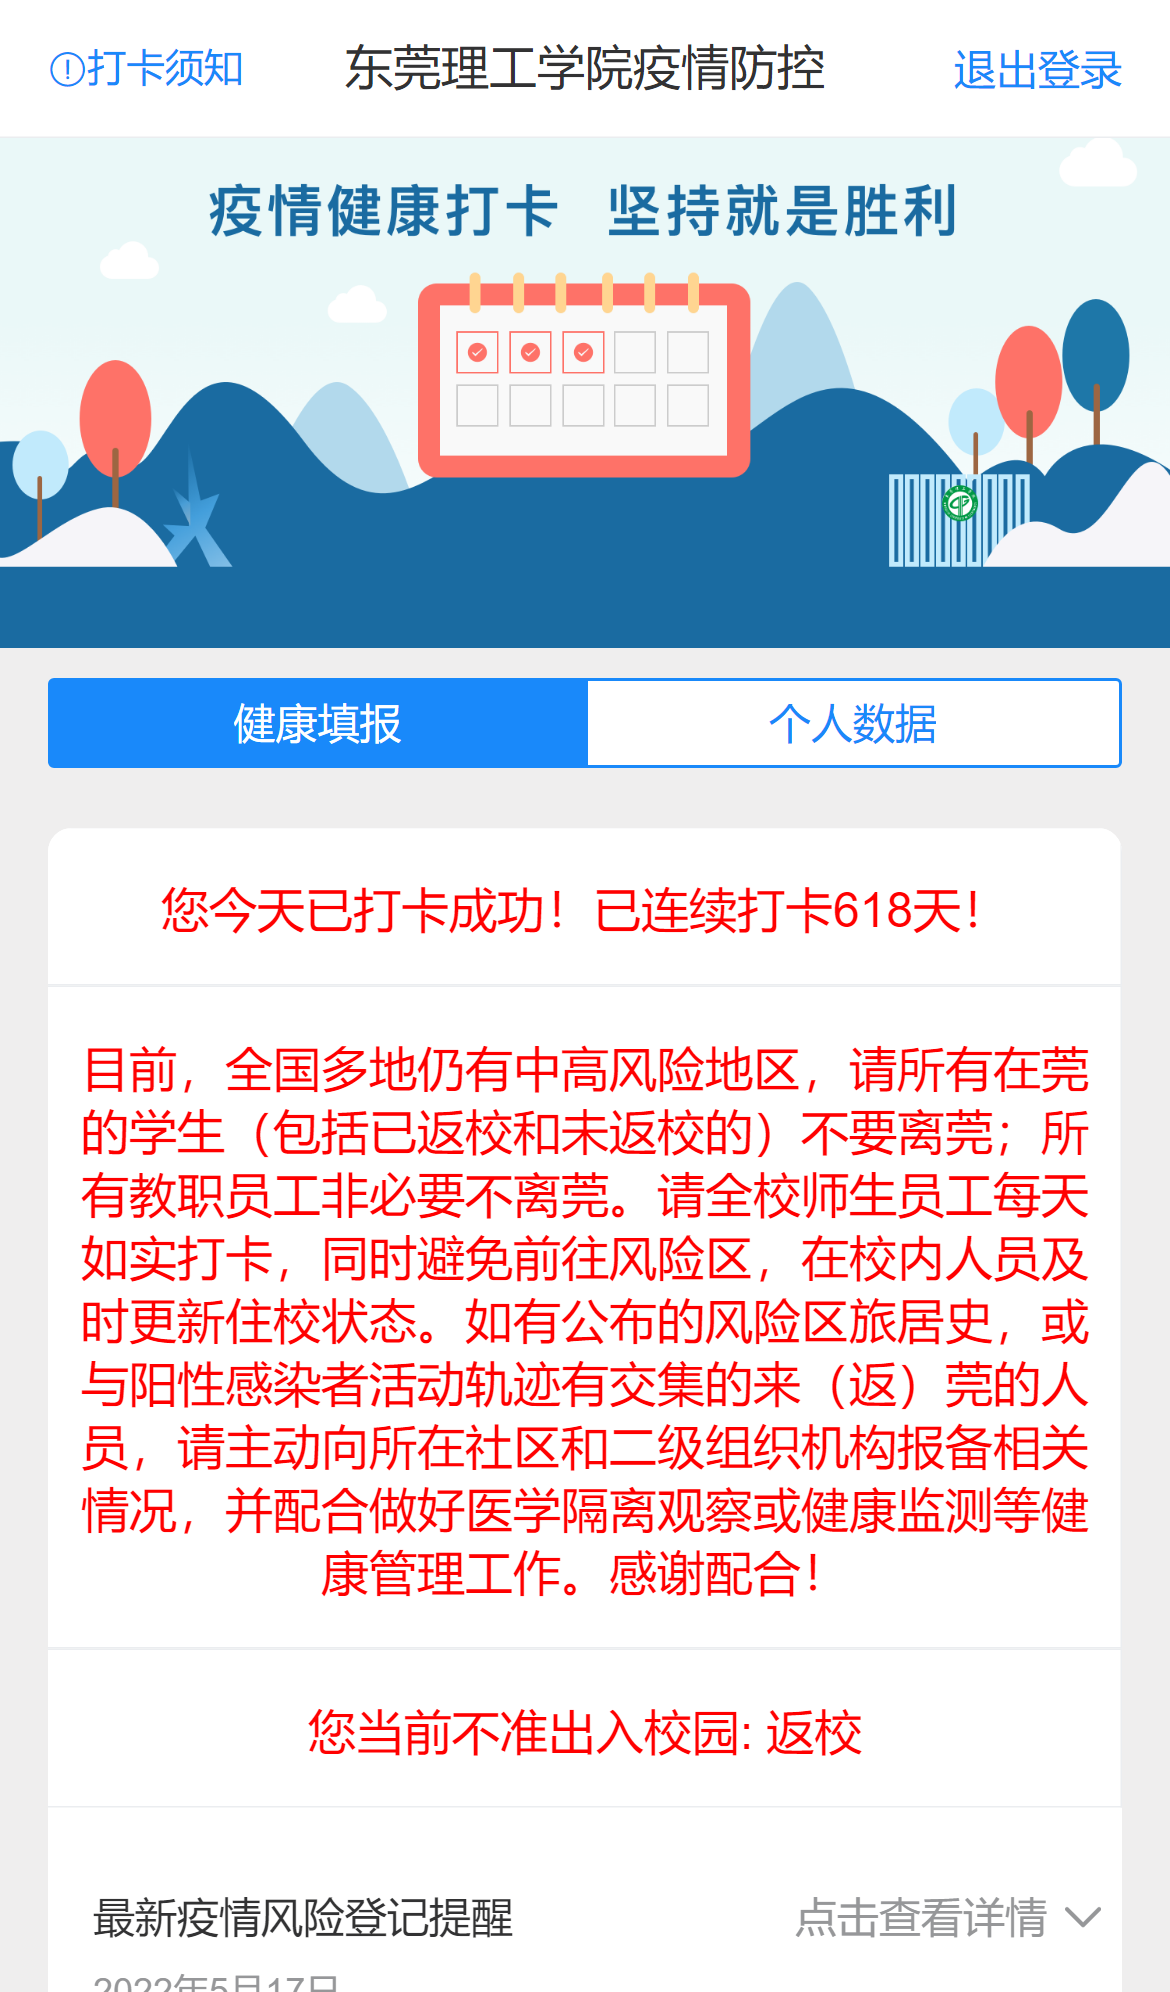 打卡须知
东莞理工学院疫情防控
退出登录
疫情健康打卡 坚持就是胜利
健康填报
个人数据
您今天已打卡成功！已连续打卡618天！
目前，全国多地仍有中高风险地区，请所有在莞
的学生（包括已返校和未返校的）不要离莞；所
有教职员工非必要不离莞。请全校师生员工每天
如实打卡，同时避免前往风险区，在校内人员及
时更新住校状态。如有公布的风险区旅居史，或
与阳性感染者活动轨迹有交集的来（返）莞的人
员，请主动向所在社区和二级组织机构报备相关
情况，并配合做好医学隔离观察或健康监测等健
康管理工作。感谢配合！
您当前不准出入校园: 返校
最新疫情风险登记提醒
点击查看详情
2022年5月17日